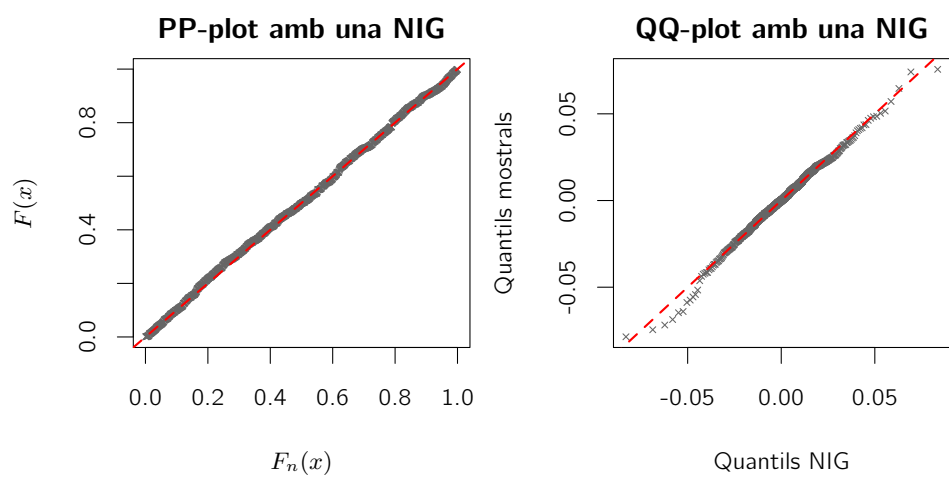 PP-plot amb una NIG
F(x)
0.0 0.4 0.8
0.0 0.2 0.4 0.6 0.8 1.0
F_n(x)
QQ-plot amb una NIG
Quantils mostrals
-0.05 0.00 0.05
-0.05 0.00 0.05
Quantils NIG